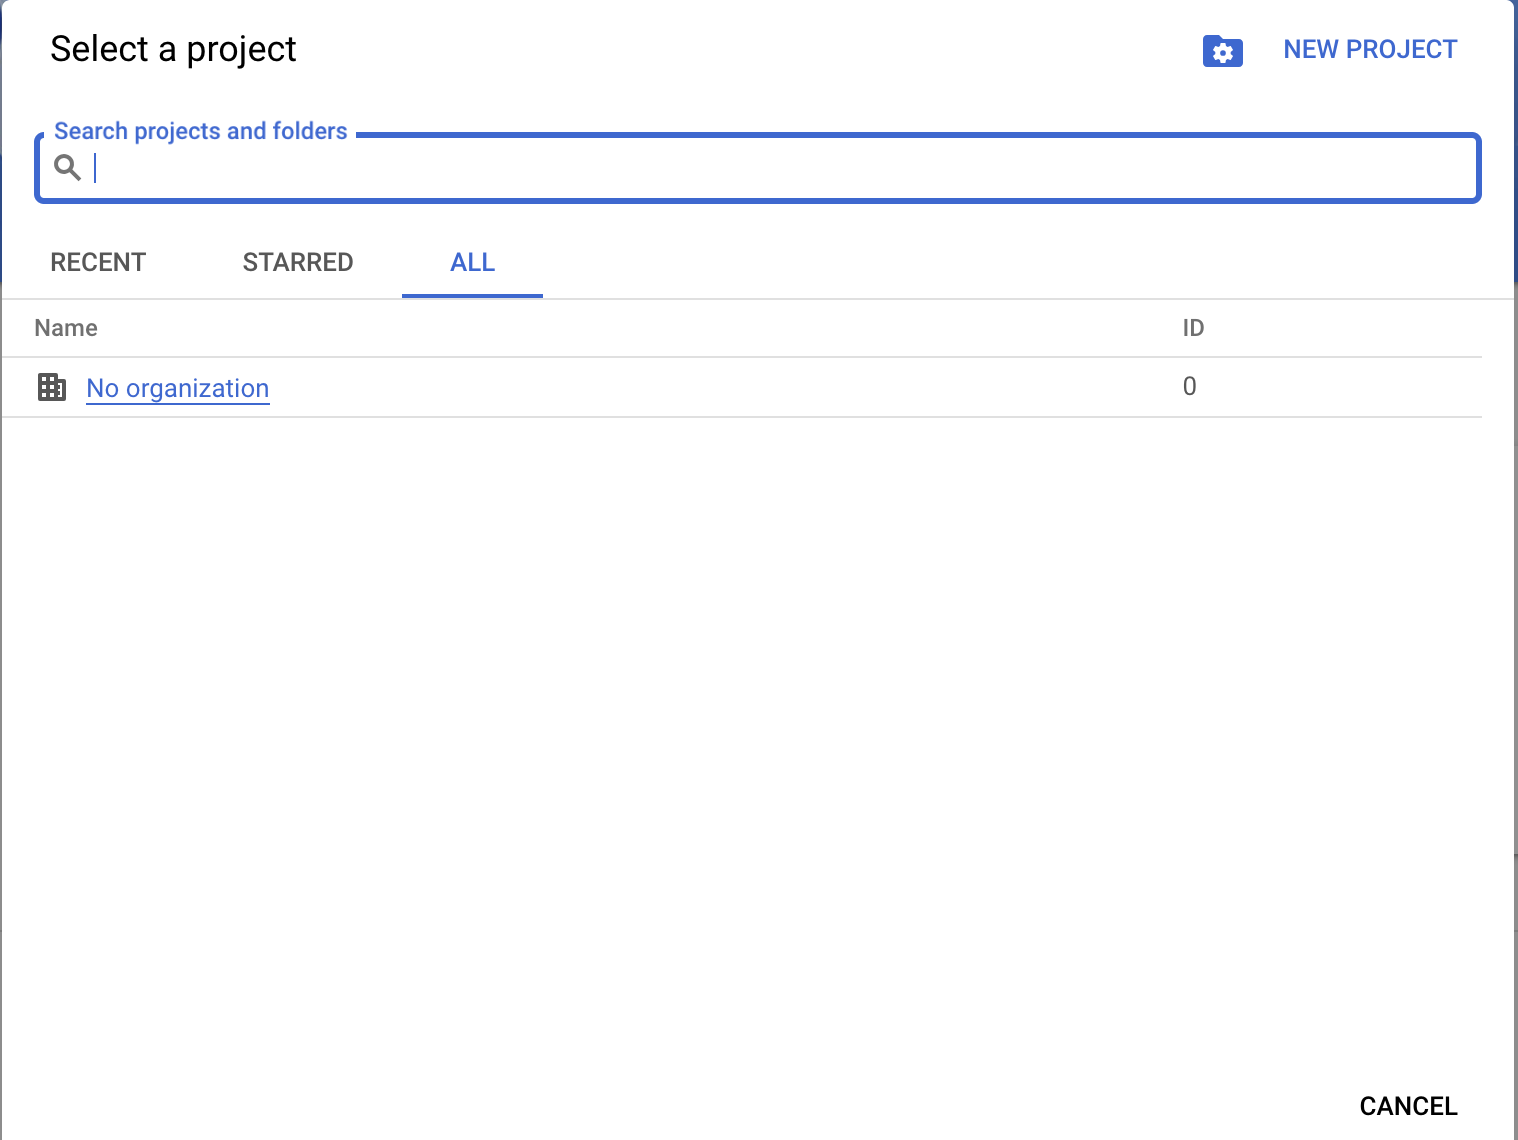 Select a project
NEW PROJECT
Search projects and folders
RECENT STARRED ALL
Name ID
No organization 0
CANCEL